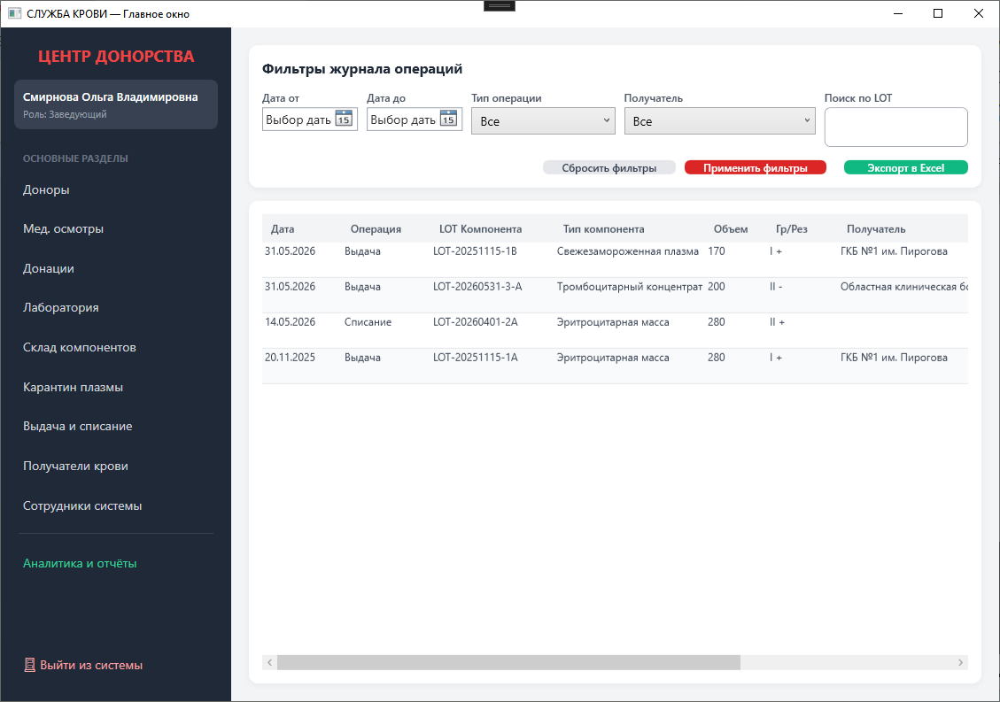 СЛУЖБА КРОВИ — Главное окно
ЦЕНТР ДОНОРСТВА
Смирнова Ольга Владимировна
Роль: Заведующий
ОСНОВНЫЕ РАЗДЕЛЫ
Доноры
Мед. осмотры
Донации
Лаборатория
Склад компонентов
Карантин плазмы
Выдача и списание
Получатели крови
Сотрудники системы
Аналитика и отчёты
Выйти из системы
Фильтры журнала операций
Дата от Дата до Тип операции Получатель Поиск по LOT
Выбор дать 15 Выбор дать 15 Все Все
Сбросить фильтры Применить фильтры Экспорт в Excel
Дата Операция LOT Компонента Тип компонента Объем Гр/Рез Получатель
31.05.2026 Выдача LOT-20251115-1B Свежезамороженная плазма 170 I + ГКБ №1 им. Пирогова
31.05.2026 Выдача LOT-20260531-3-A Тромбоцитарный концентрат 200 II - Областная клиническая бо
14.05.2026 Списание LOT-20260401-2A Эритроцитарная масса 280 II +
20.11.2025 Выдача LOT-20251115-1A Эритроцитарная масса 280 I + ГКБ №1 им. Пирогова